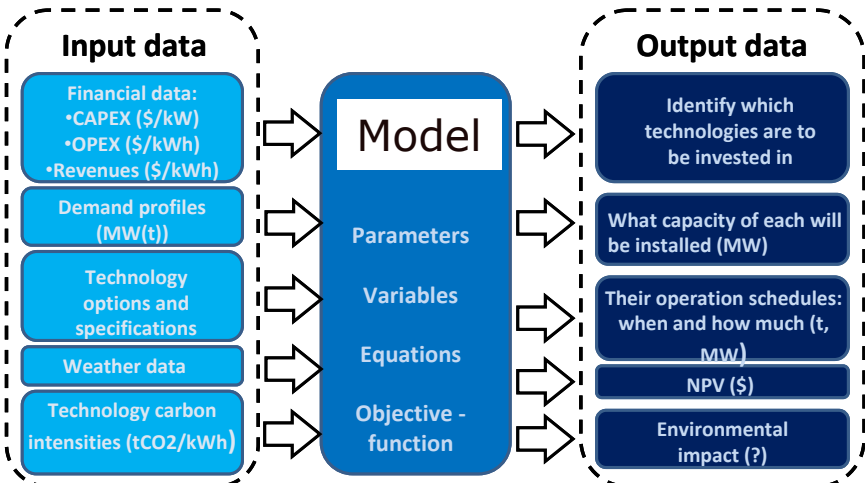 Input data
Financial data:
•CAPEX ($/kW)
•OPEX ($/kWh)
•Revenues ($/kWh)
Demand profiles
(MW(t))
Technology
options and
specifications
Weather data
Technology carbon
intensities (tCO2/kWh)
Model
Parameters
Variables
Equations
Objective -
function
Output data
Identify which
technologies are to
be invested in
What capacity of each will
be installed (MW)
Their operation schedules:
when and how much (t,
MW)
NPV ($)
Environmental
impact (?)